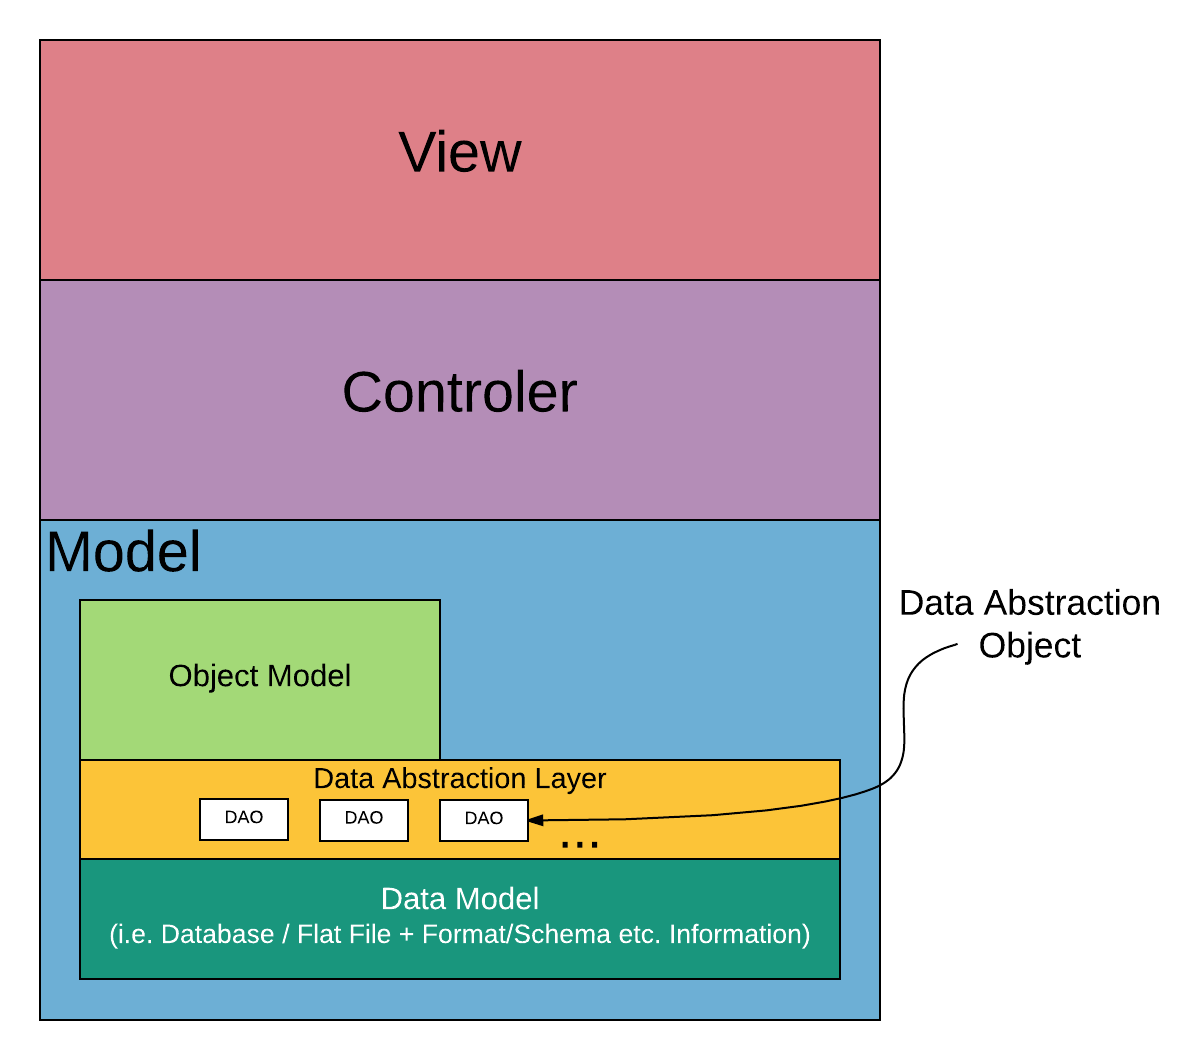 View
Controler
Model
Data Abstraction
Object
Object Model
Data Abstraction Layer
DAO
DAO
DAO
...
Data Model
(i.e. Database / Flat File + Format/Schema etc. Information)